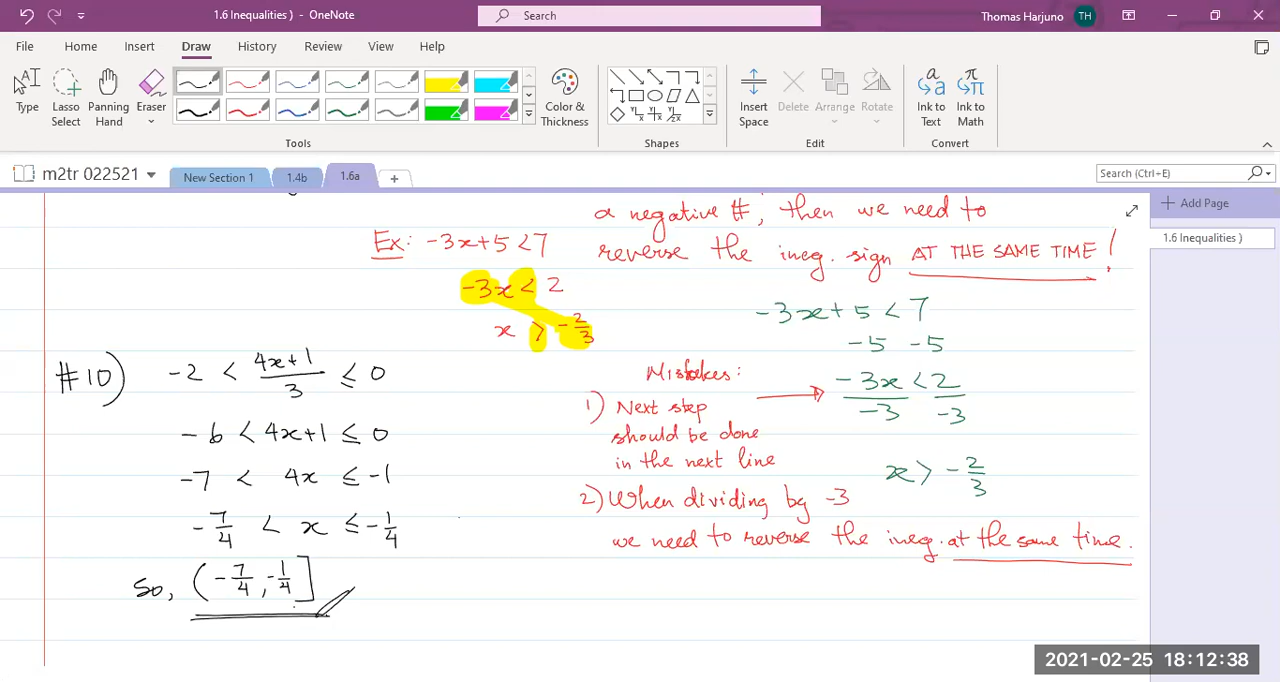 1.6 Inequalities ) - OneNote
Search
Thomas Harjuno
TH
File Home Insert Draw History Review View Help
Type
Lasso Select
Panning Hand
Eraser
Color & Thickness
Insert Space
Delete
Arrange
Rotate
Ink to Text
Ink to Math
Tools
Shapes
Edit
Convert
m2tr 022521
New Section 1
1.4b
1.6a
Search (Ctrl+E)
Add Page
1.6 Inequalities )
a negative #, then we need to
reverse the ineq. sign AT THE SAME TIME!
Ex: -3x+5<7
-3x < 2
x > -2/3
#10) -2 < (4x+1)/3 ≤ 0
-6 < 4x+1 ≤ 0
-7 < 4x ≤ -1
-7/4 < x ≤ -1/4
So, (-7/4, -1/4]
Mistakes:
1) Next step
should be done
in the next line
2) When dividing by -3
we need to reverse the ineq. at the same time.
-3x+5<7
-5 -5
-3x < 2
-3 -3
x > -2/3
2021-02-25 18:12:38